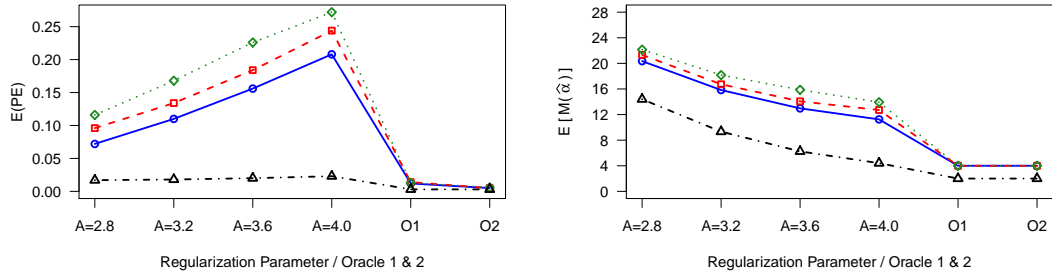 E(PE)
0.25
0.20
0.15
0.10
0.05
0.00
A=2.8 A=3.2 A=3.6 A=4.0 O1 O2
Regularization Parameter / Oracle 1 & 2
E [ M(α̂) ]
28
24
20
16
12
8
4
0
A=2.8 A=3.2 A=3.6 A=4.0 O1 O2
Regularization Parameter / Oracle 1 & 2